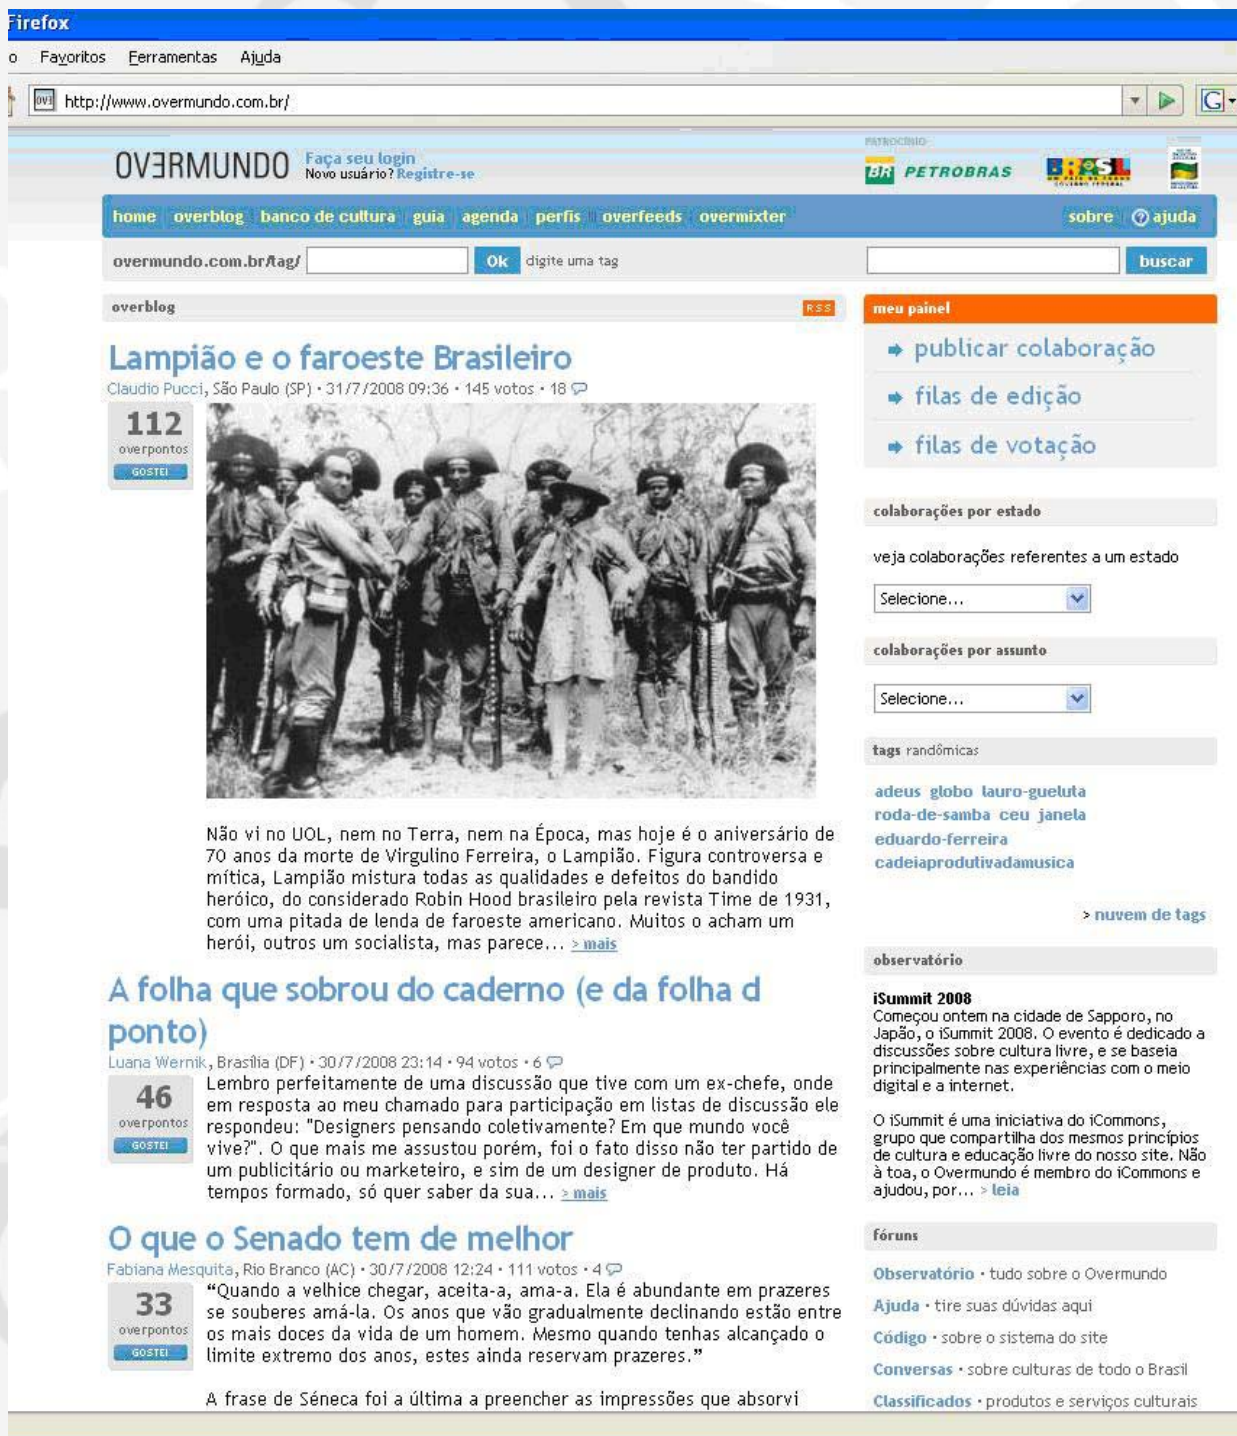 Firefox
o Favoritos Ferramentas Ajuda
http://www.overmundo.com.br/
OVERMUNDO
Faça seu login
Novo usuário? Registre-se
PATROCÍNIO
BR PETROBRAS
BRASIL
GOVERNO FEDERAL
home overblog banco de cultura guia agenda perfis overfeeds overmixter
sobre ajuda
overmundo.com.br/tag/ Ok digite uma tag
buscar
overblog RSS
Lampião e o faroeste Brasileiro
Claudio Pucci, São Paulo (SP) • 31/7/2008 09:36 • 145 votos • 18
112
overpontos
GOSTEI
Não vi no UOL, nem no Terra, nem na Época, mas hoje é o aniversário de
70 anos da morte de Virgulino Ferreira, o Lampião. Figura controversa e
mítica, Lampião mistura todas as qualidades e defeitos do bandido
heróico, do considerado Robin Hood brasileiro pela revista Time de 1931,
com uma pitada de lenda de faroeste americano. Muitos o acham um
herói, outros um socialista, mas parece... > mais
A folha que sobrou do caderno (e da folha d
ponto)
Luana Wernik, Brasília (DF) • 30/7/2008 23:14 • 94 votos • 6
46
overpontos
GOSTEI
Lembro perfeitamente de uma discussão que tive com um ex-chefe, onde
em resposta ao meu chamado para participação em listas de discussão ele
respondeu: "Designers pensando coletivamente? Em que mundo você
vive?". O que mais me assustou porém, foi o fato disso não ter partido de
um publicitário ou marketeiro, e sim de um designer de produto. Há
tempos formado, só quer saber da sua... > mais
O que o Senado tem de melhor
Fabiana Mesquita, Rio Branco (AC) • 30/7/2008 12:24 • 111 votos • 4
33
overpontos
GOSTEI
“Quando a velhice chegar, aceita-a, ama-a. Ela é abundante em prazeres
se souberes amá-la. Os anos que vão gradualmente declinando estão entre
os mais doces da vida de um homem. Mesmo quando tenhas alcançado o
limite extremo dos anos, estes ainda reservam prazeres.”
A frase de Séneca foi a última a preencher as impressões que absorvi
meu painel
publicar colaboração
filas de edição
filas de votação
colaborações por estado
veja colaborações referentes a um estado
Selecione...
colaborações por assunto
Selecione...
tags randômicas
adeus globo lauro-gueluta
roda-de-samba ceu janela
eduardo-ferreira
cadeiaprodutivadamusica
> nuvem de tags
observatório
iSummit 2008
Começou ontem na cidade de Sapporo, no
Japão, o iSummit 2008. O evento é dedicado a
discussões sobre cultura livre, e se baseia
principalmente nas experiências com o meio
digital e a internet.
O iSummit é uma iniciativa do iCommons,
grupo que compartilha dos mesmos princípios
de cultura e educação livre do nosso site. Não
à toa, o Overmundo é membro do iCommons e
ajudou, por... > leia
fóruns
Observatório • tudo sobre o Overmundo
Ajuda • tire suas dúvidas aqui
Código • sobre o sistema do site
Conversas • sobre culturas de todo o Brasil
Classificados • produtos e serviços culturais